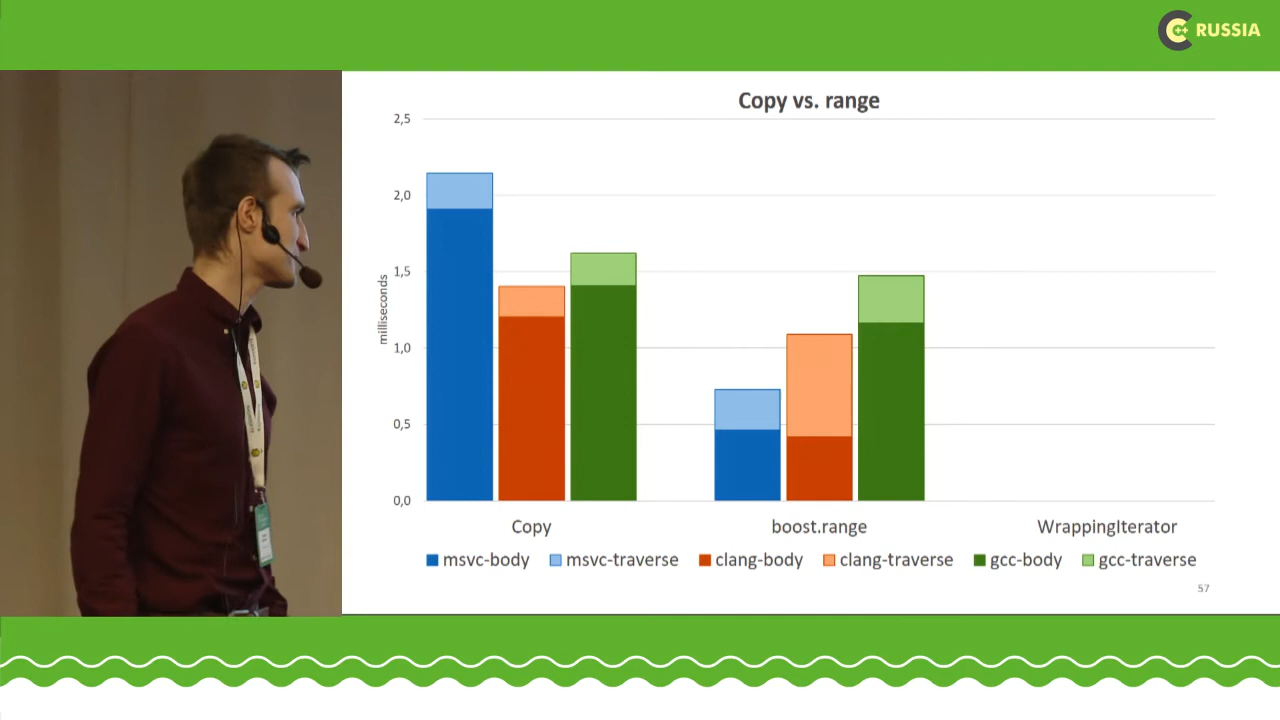 C++ RUSSIA
Copy vs. range
2,5
2,0
1,5
1,0
0,5
0,0
milliseconds
Copy
boost.range
WrappingIterator
msvc-body
msvc-traverse
clang-body
clang-traverse
gcc-body
gcc-traverse
57